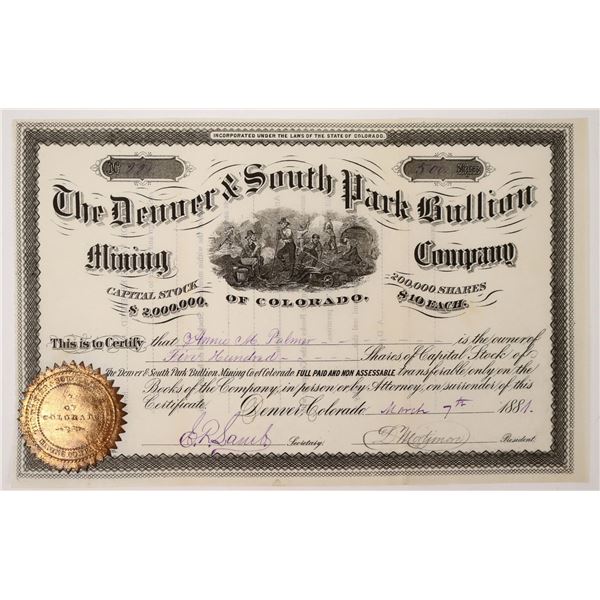 INCORPORATED UNDER THE LAWS OF THE STATE OF COLORADO.
No 500 Shares
The Denver & South Park Bullion
Mining Company
CAPITAL STOCK $2,000,000. 200,000 SHARES $10 EACH.
OF COLORADO.
This is to Certify that Annie M. Palmer is the owner of
Five Hundred Shares of Capital Stock of
The Denver & South Park Bullion Mining Co of Colorado FULL PAID AND NON ASSESSABLE transferable only on the
Books of the Company, in person or by Attorney, on surrender of this
Certificate. Denver, Colorado March 7th 1881.
Secretary. President.
OF
COLORADO